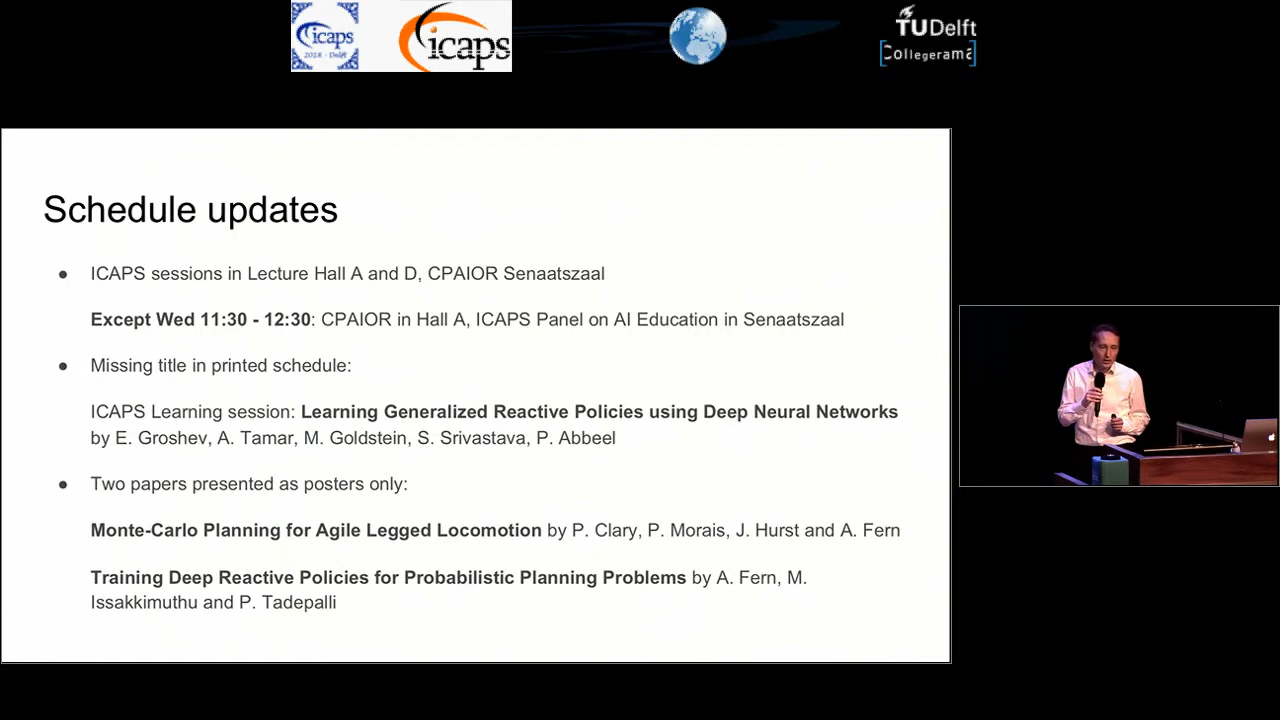 icaps
2018 - Delft
icaps
TUDelft
Collegerama
Schedule updates
● ICAPS sessions in Lecture Hall A and D, CPAIOR Senaatszaal
Except Wed 11:30 - 12:30: CPAIOR in Hall A, ICAPS Panel on AI Education in Senaatszaal
● Missing title in printed schedule:
ICAPS Learning session: Learning Generalized Reactive Policies using Deep Neural Networks
by E. Groshev, A. Tamar, M. Goldstein, S. Srivastava, P. Abbeel
● Two papers presented as posters only:
Monte-Carlo Planning for Agile Legged Locomotion by P. Clary, P. Morais, J. Hurst and A. Fern
Training Deep Reactive Policies for Probabilistic Planning Problems by A. Fern, M.
Issakkimuthu and P. Tadepalli